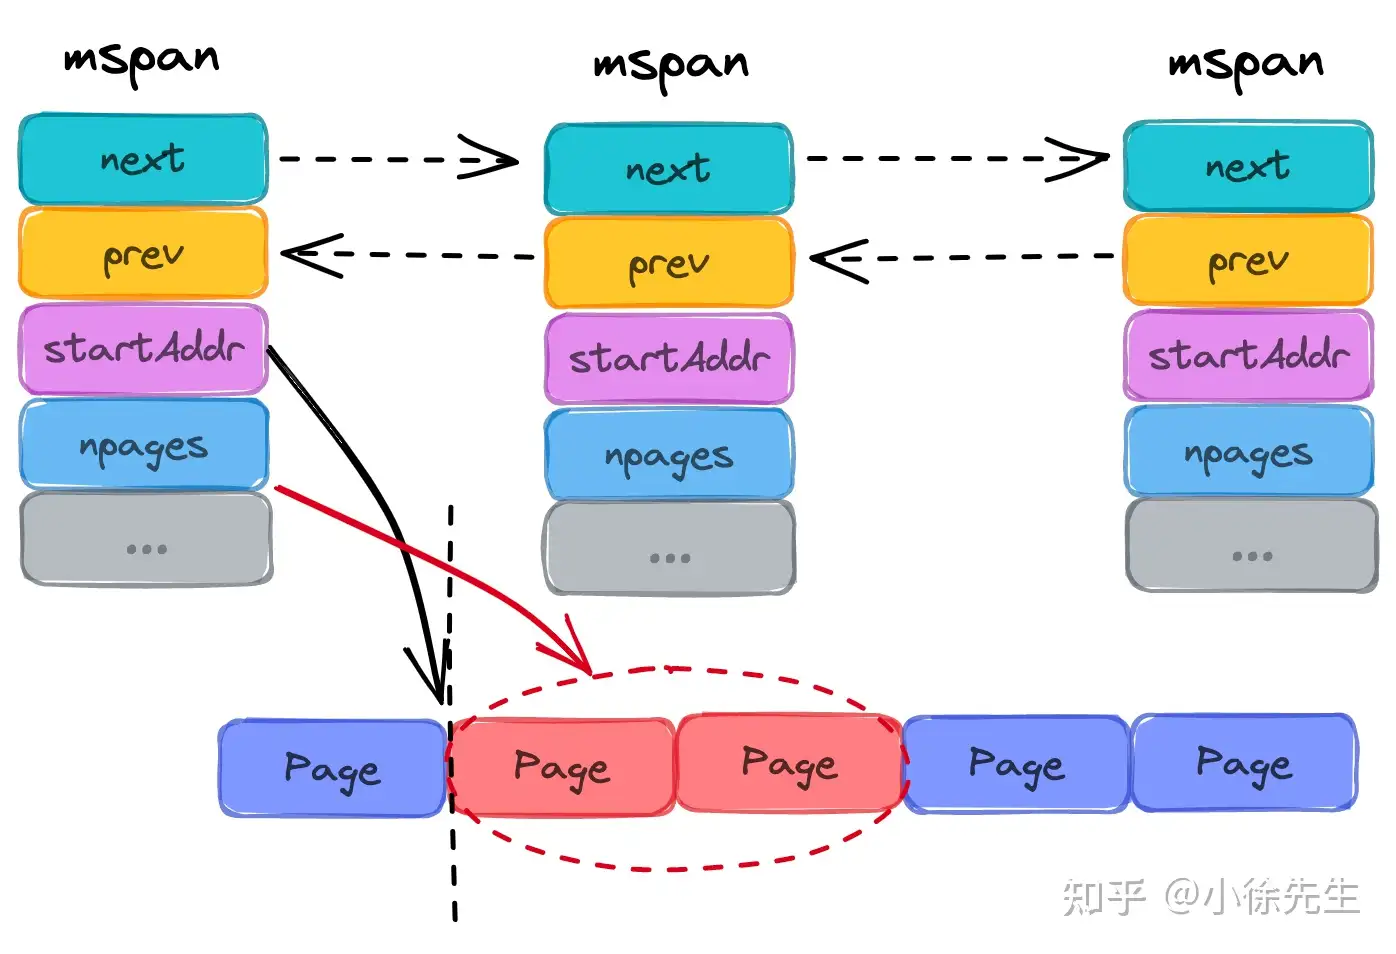 mspan mspan mspan
next next next
prev prev prev
startAddr startAddr startAddr
npages npages npages
... ... ...
Page Page Page Page Page
知乎 @小徐先生